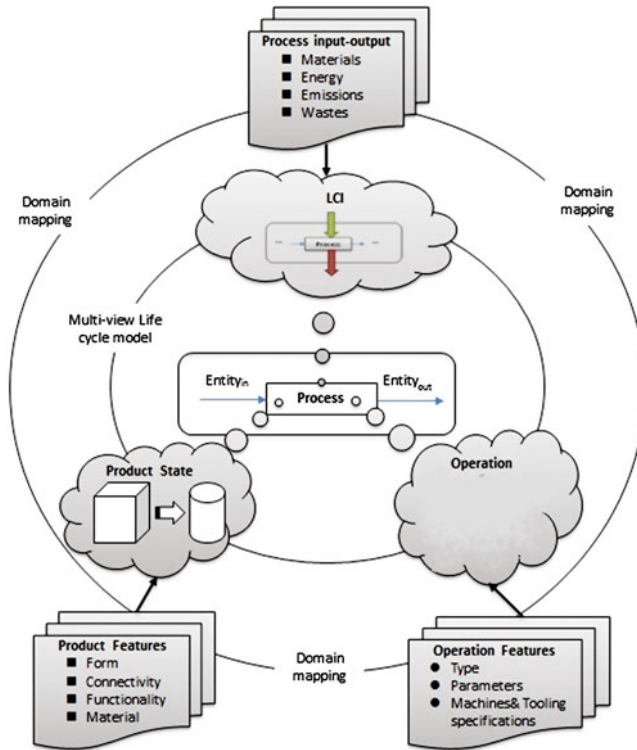 Process input-output
■ Materials
■ Energy
■ Emissions
■ Wastes
Domain
mapping
Domain
mapping
LCI
Process
Multi-view Life
cycle model
Entityin
Process
Entityout
Product State
Operation
Product Features
■ Form
■ Connectivity
■ Functionality
■ Material
Domain
mapping
Operation Features
● Type
● Parameters
● Machines& Tooling
specifications